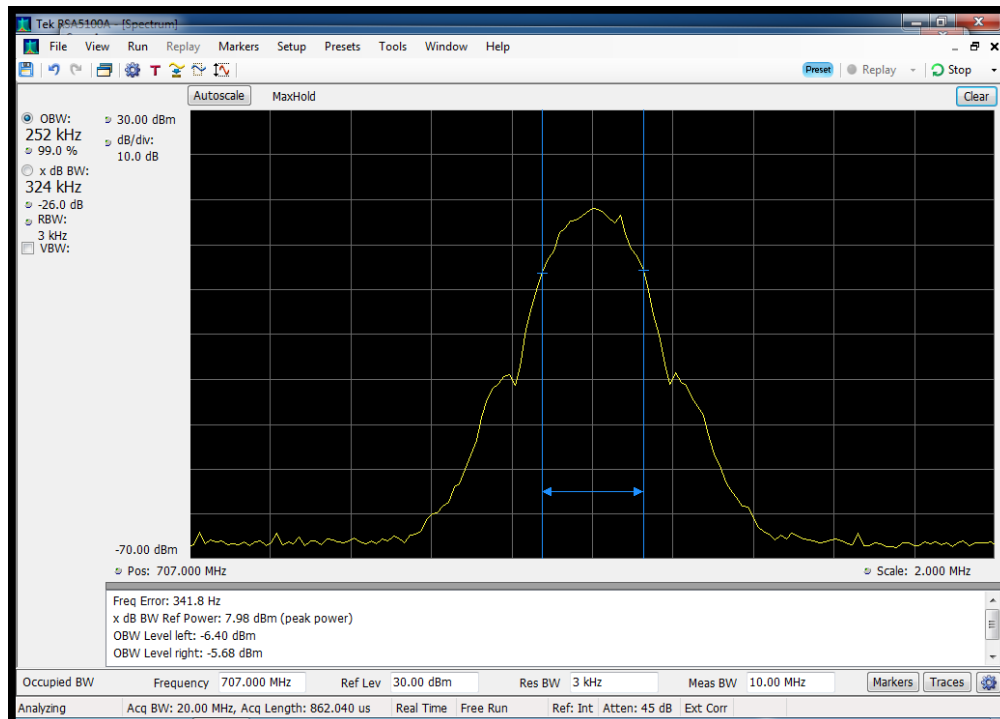 Tek RSA5100A - [Spectrum]
File View Run Replay Markers Setup Presets Tools Window Help
T Preset Replay Stop
Autoscale MaxHold Clear
OBW: 30.00 dBm
252 kHz dB/div:
99.0 % 10.0 dB
x dB BW:
324 kHz
-26.0 dB
RBW:
3 kHz
VBW:
-70.00 dBm
Pos: 707.000 MHz Scale: 2.000 MHz
Freq Error: 341.8 Hz
x dB BW Ref Power: 7.98 dBm (peak power)
OBW Level left: -6.40 dBm
OBW Level right: -5.68 dBm
Occupied BW Frequency 707.000 MHz Ref Lev 30.00 dBm Res BW 3 kHz Meas BW 10.00 MHz Markers Traces
Analyzing Acq BW: 20.00 MHz, Acq Length: 862.040 us Real Time Free Run Ref: Int Atten: 45 dB Ext Corr